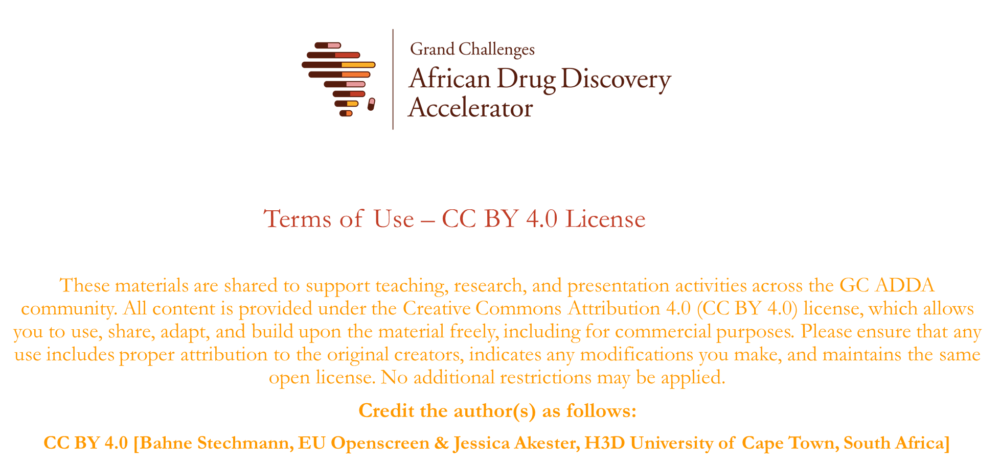 Grand Challenges
African Drug Discovery
Accelerator
Terms of Use – CC BY 4.0 License
These materials are shared to support teaching, research, and presentation activities across the GC ADDA
community. All content is provided under the Creative Commons Attribution 4.0 (CC BY 4.0) license, which allows
you to use, share, adapt, and build upon the material freely, including for commercial purposes. Please ensure that any
use includes proper attribution to the original creators, indicates any modifications you make, and maintains the same
open license. No additional restrictions may be applied.
Credit the author(s) as follows:
CC BY 4.0 [Bahne Stechmann, EU Openscreen & Jessica Akester, H3D University of Cape Town, South Africa]